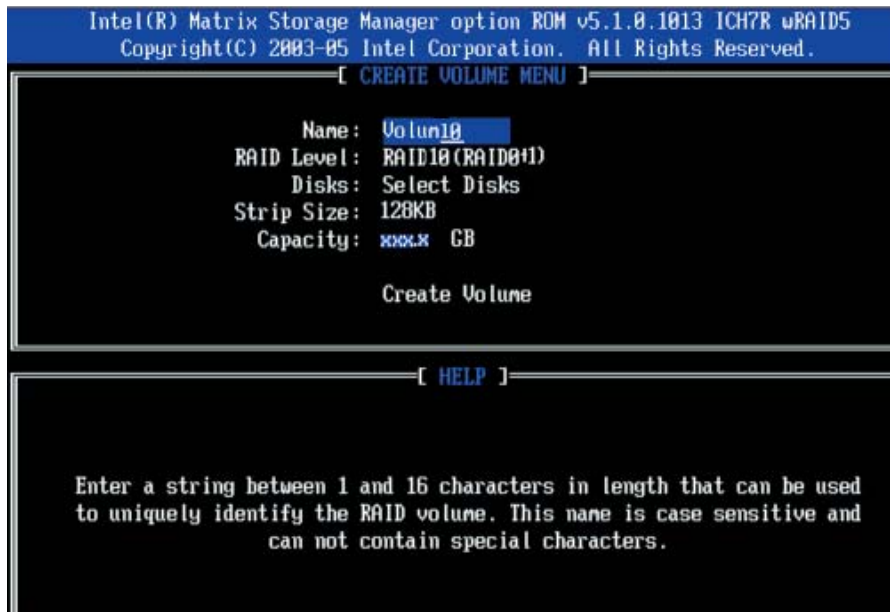 Intel(R) Matrix Storage Manager option ROM v5.1.0.1013 ICH7R wRAID5
Copyright(C) 2003-05 Intel Corporation. All Rights Reserved.
[ CREATE VOLUME MENU ]
Name: Volum10
RAID Level: RAID10(RAID0+1)
Disks: Select Disks
Strip Size: 128KB
Capacity: xxx.x GB
Create Volume
[ HELP ]
Enter a string between 1 and 16 characters in length that can be used
to uniquely identify the RAID volume. This name is case sensitive and
can not contain special characters.